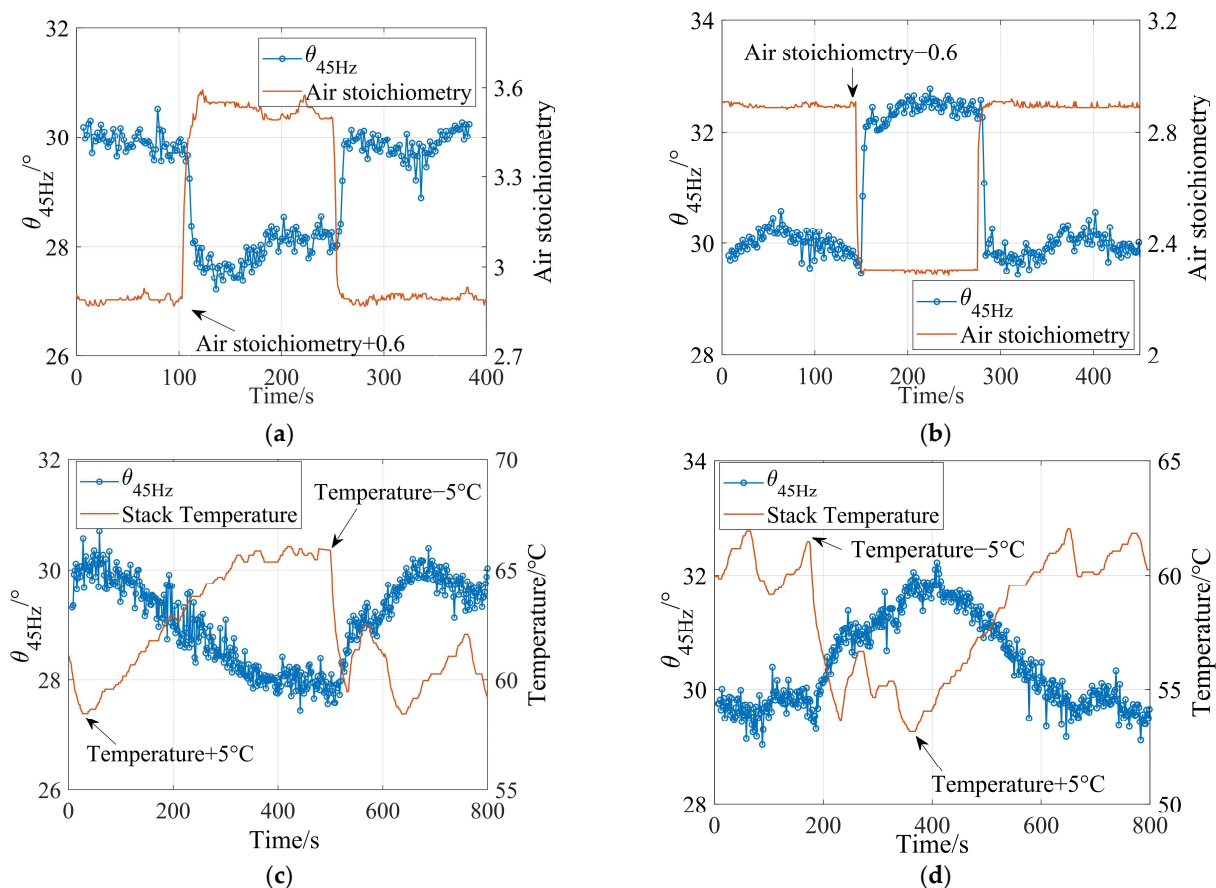 32
30
28
26
θ45Hz/°
θ45Hz
Air stoichiometry
3.6
3.3
3
2.7
Air stoichiometry
Air stoichiometry+0.6
0 100 200 300 400
Time/s
(a)
34
32
30
28
θ45Hz/°
Air stoichiomctry−0.6
3.2
2.8
2.4
2
Air stoichiometry
θ45Hz
Air stoichiometry
0 100 200 300 400
Time/s
(b)
32
30
28
26
θ45Hz/°
θ45Hz
Stack Temperature
Temperature−5°C
70
65
60
55
Temperature/°C
Temperature+5°C
0 200 400 600 800
Time/s
(c)
34
32
30
28
θ45Hz/°
θ45Hz
Stack Temperature
Temperature−5°C
65
60
55
50
Temperature/°C
Temperature+5°C
0 200 400 600 800
Time/s
(d)